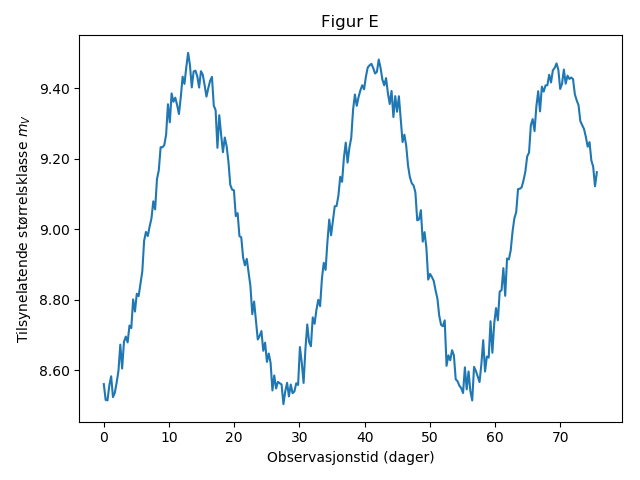 Figur E
Tilsynelatende størrelsklasse m_V
9.40
9.20
9.00
8.80
8.60
0 10 20 30 40 50 60 70
Observasjonstid (dager)